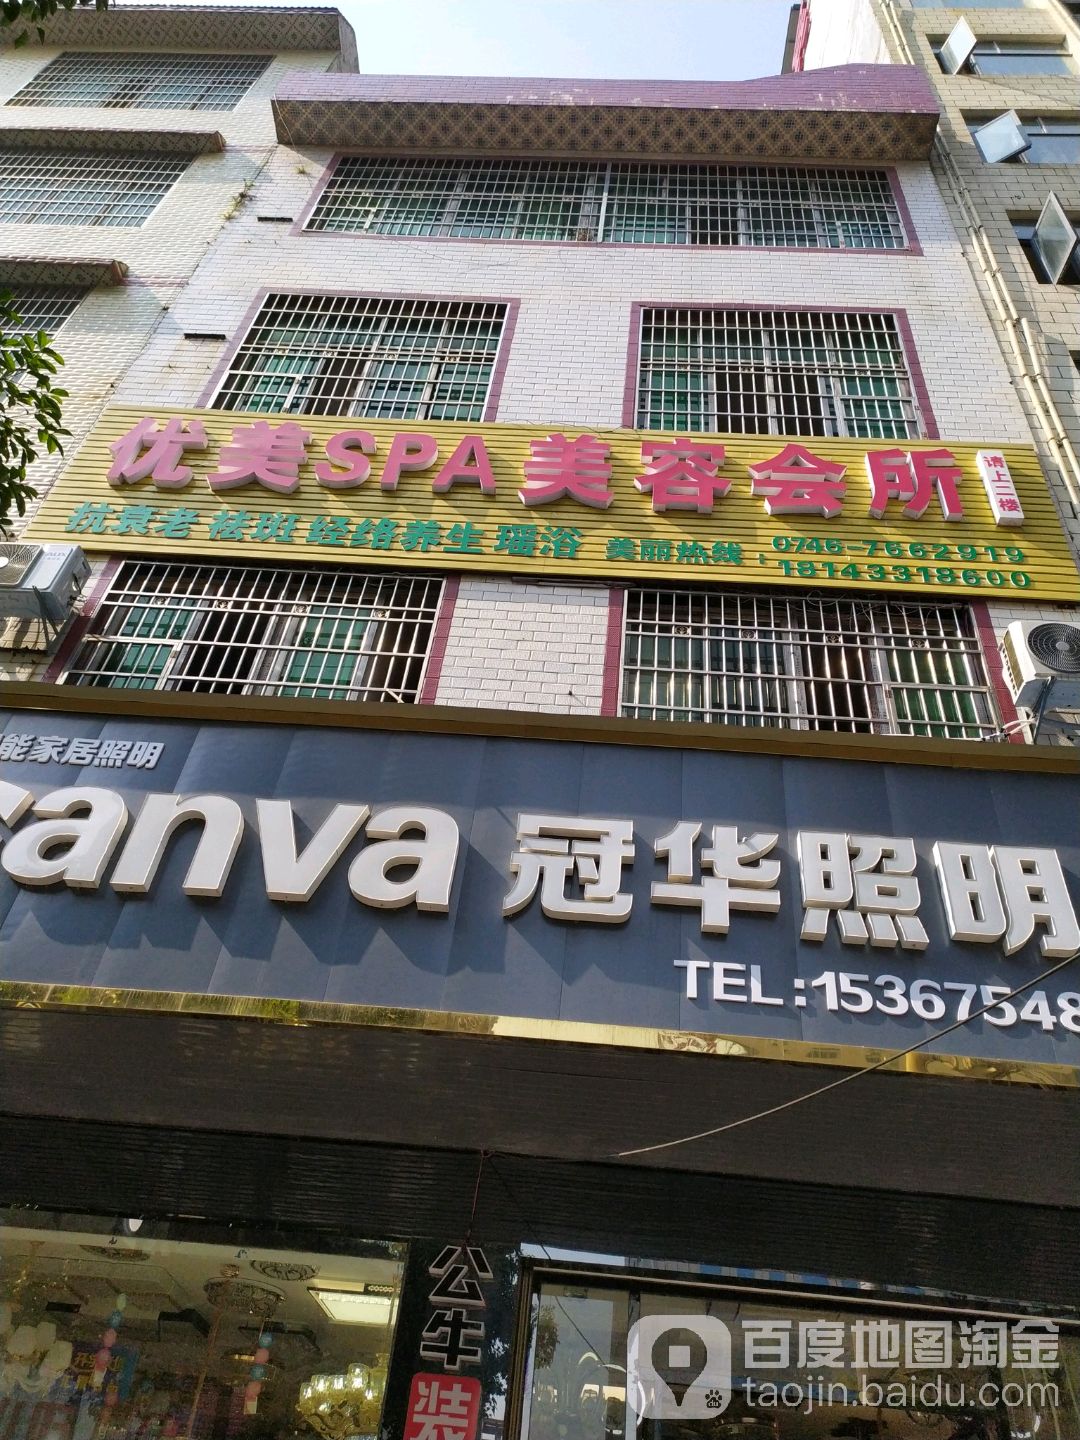 优美SPA美容会所
请上二楼
抗衰老 祛斑 经络养生 瑶浴 美丽热线：0746-7662919
18143318600
能家居照明
canva 冠华照明
TEL:15367548
公牛装
百度地图淘金
taojin.baidu.com